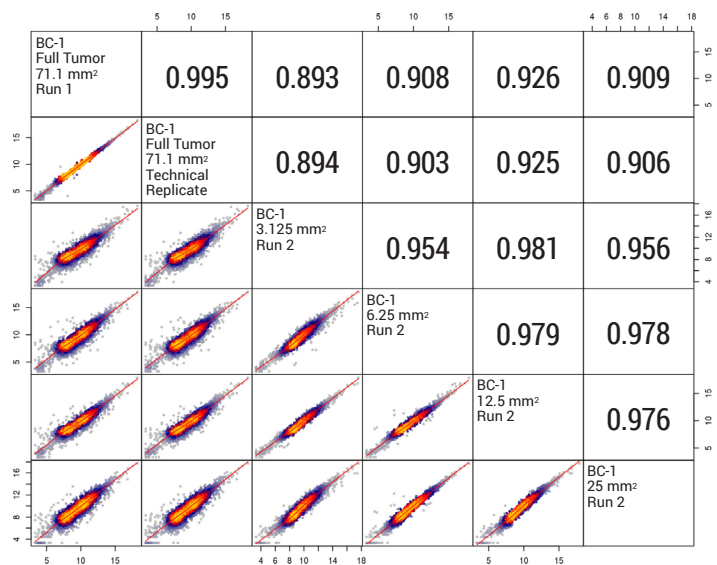 5 10 15
5 10 15
4 6 8 10 12 14 18
BC-1
Full Tumor
71.1 mm²
Run 1
0.995
0.893
0.908
0.926
0.909
5 10 15
5 10 15
BC-1
Full Tumor
71.1 mm²
Technical
Replicate
0.894
0.903
0.925
0.906
BC-1
3.125 mm²
Run 2
0.954
0.981
0.956
4 8 12 16
5 10 15
BC-1
6.25 mm²
Run 2
0.979
0.978
BC-1
12.5 mm²
Run 2
0.976
5 10 15
4 8 12 16
BC-1
25 mm²
Run 2
5 10 15
4 6 8 10 12 14 18
5 10 15